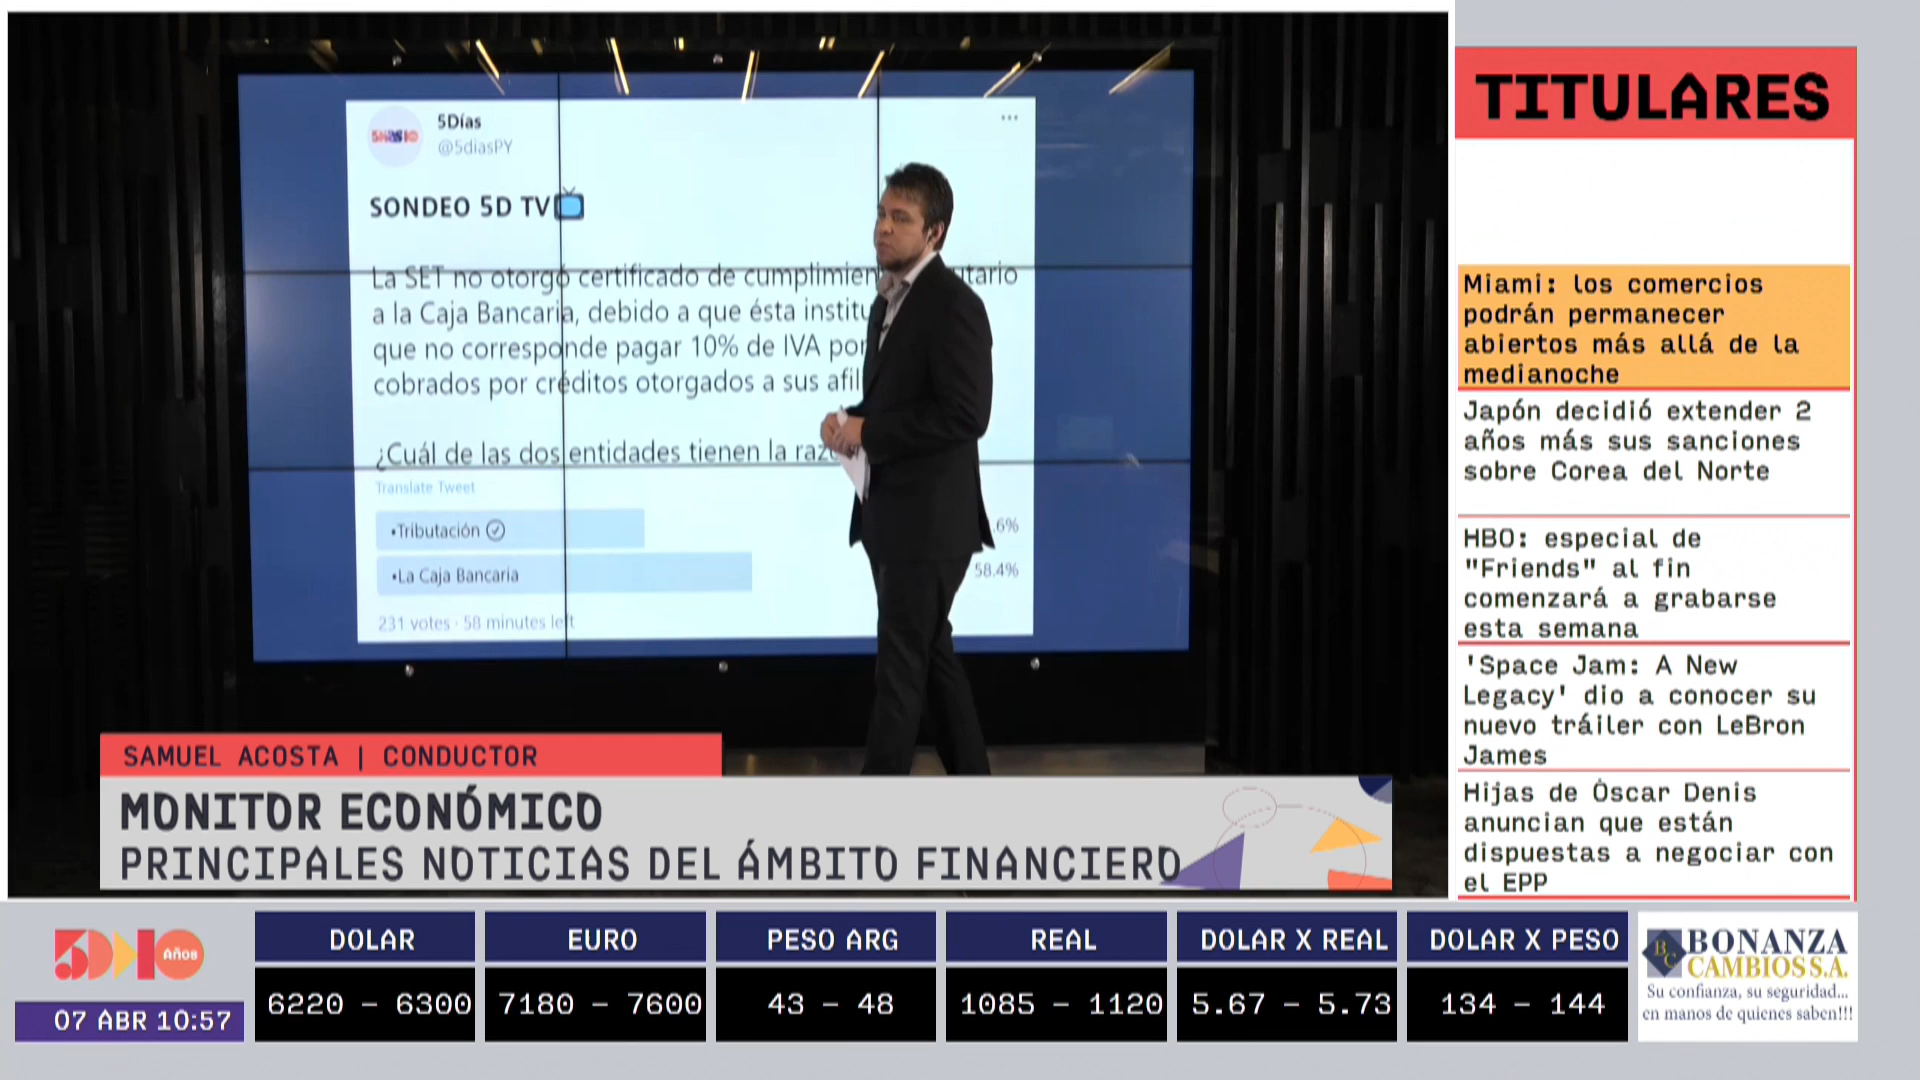 5Días
@5diasPY
SONDEO 5D TV
La SET no otorgó certificado de cumplimien utario
a la Caja Bancaria, debido a que ésta institu
que no corresponde pagar 10% de IVA por
cobrados por créditos otorgados a sus afil
¿Cuál de las dos entidades tienen la raz
Translate Tweet
•Tributación .6%
•La Caja Bancaria 58.4%
231 votes · 58 minutes left
SAMUEL ACOSTA | CONDUCTOR
MONITOR ECONÓMICO
PRINCIPALES NOTICIAS DEL ÁMBITO FINANCIERO
TITULARES
Miami: los comercios
podrán permanecer
abiertos más allá de la
medianoche
Japón decidió extender 2
años más sus sanciones
sobre Corea del Norte
HBO: especial de
"Friends" al fin
comenzará a grabarse
esta semana
'Space Jam: A New
Legacy' dio a conocer su
nuevo tráiler con LeBron
James
Hijas de Óscar Denis
anuncian que están
dispuestas a negociar con
el EPP
5D 10 Años
07 ABR 10:57
DOLAR
6220 - 6300
EURO
7180 - 7600
PESO ARG
43 - 48
REAL
1085 - 1120
DOLAR X REAL
5.67 - 5.73
DOLAR X PESO
134 - 144
BC BONANZA
CAMBIOS S.A.
Su confianza, su seguridad...
en manos de quienes saben!!!